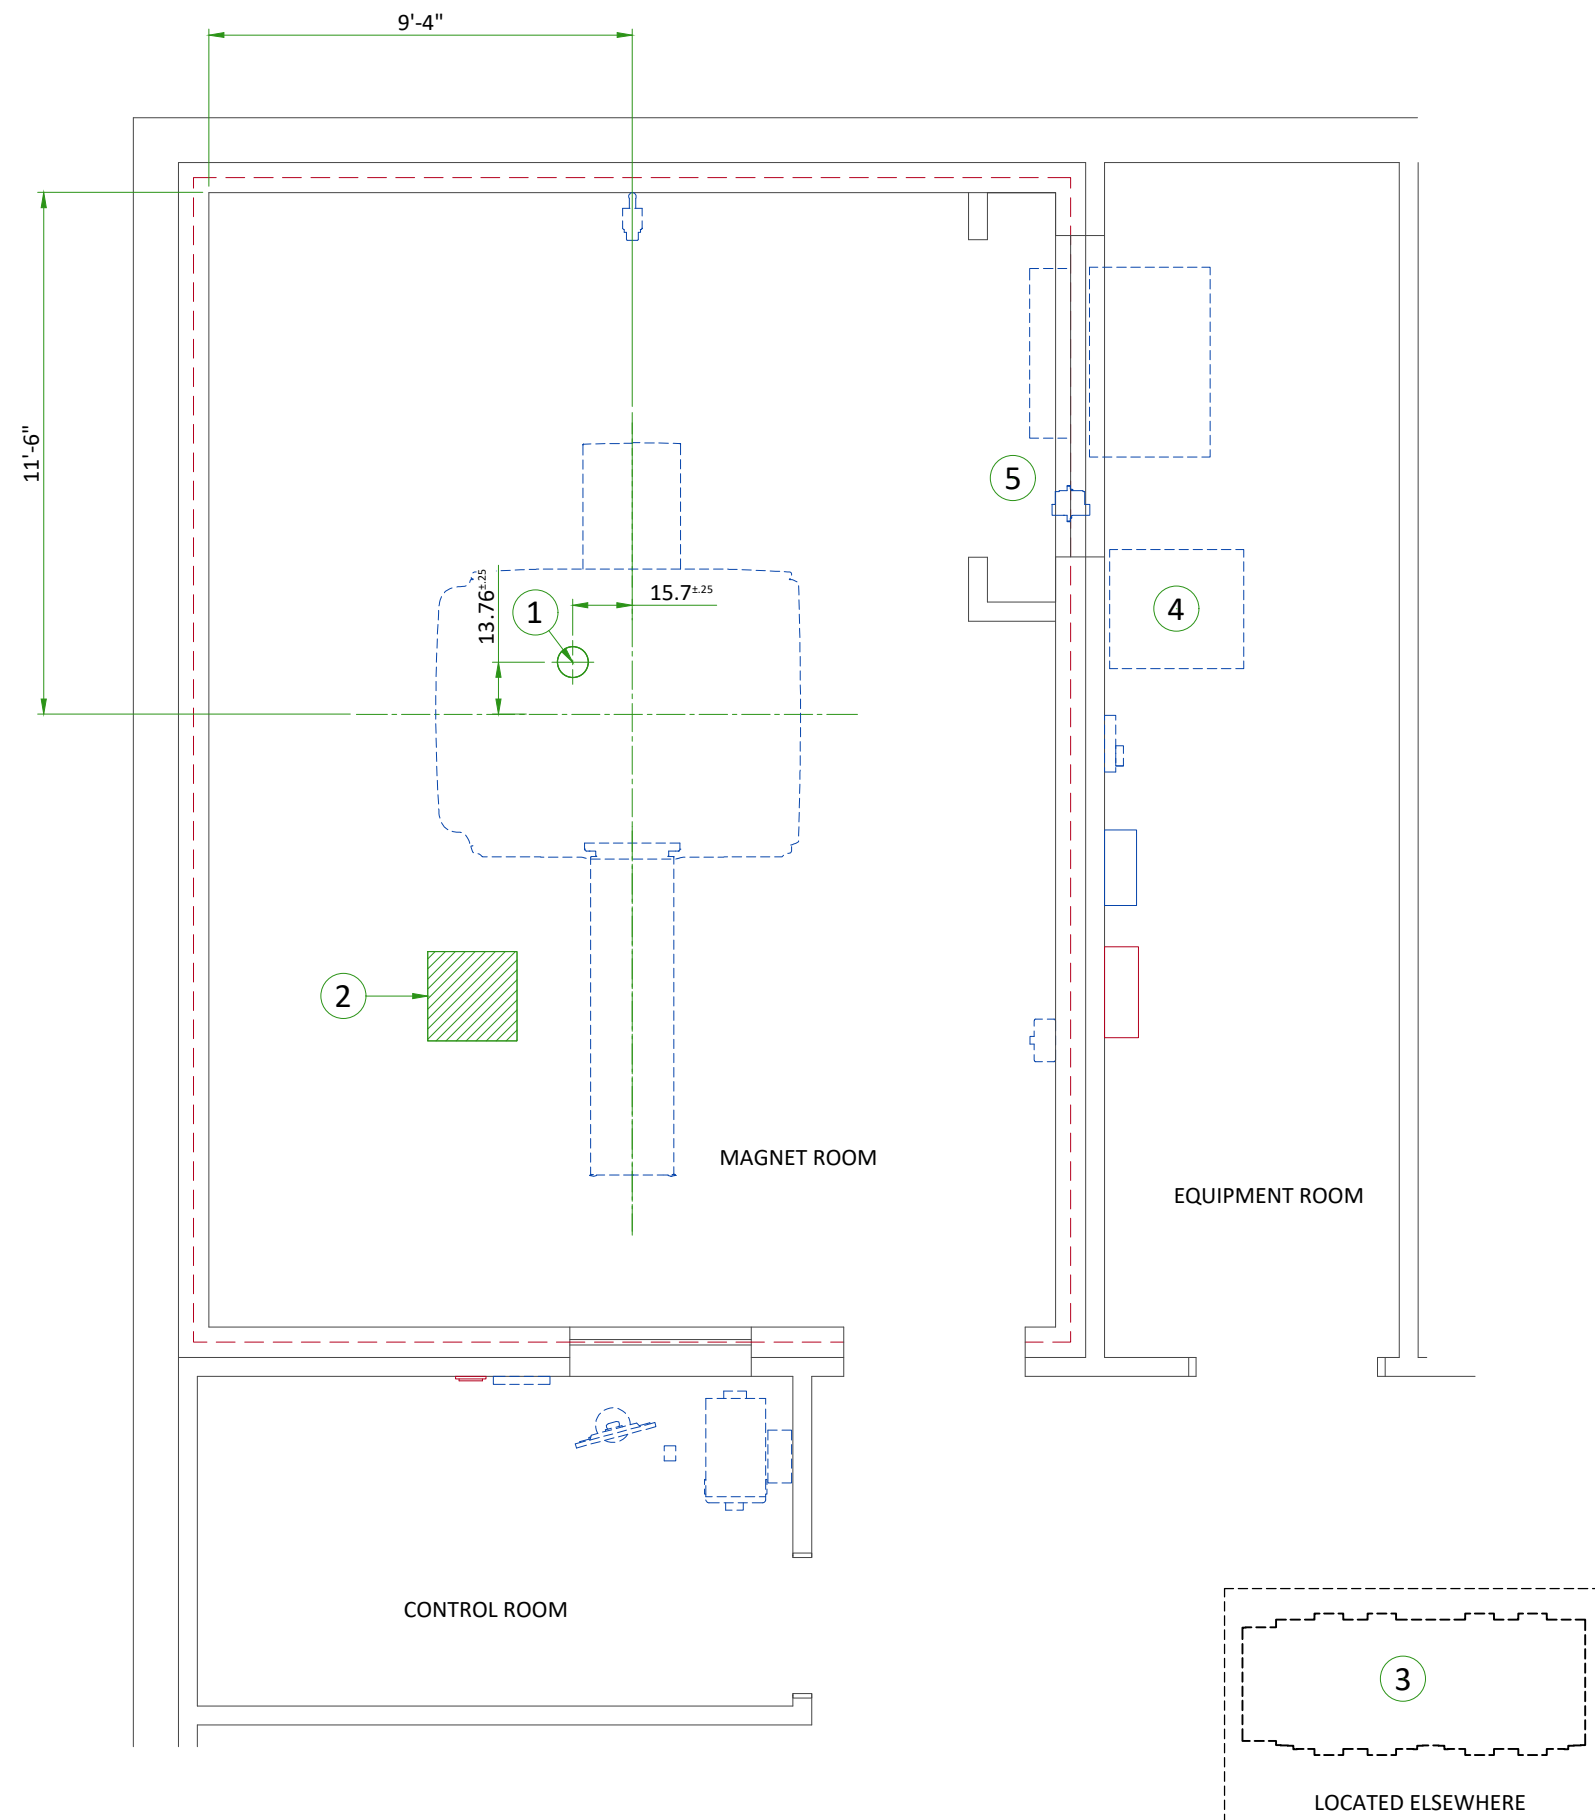 9'-4"
11'-6"
5
13.76±.25
15.7±.25
1
4
2
MAGNET ROOM
EQUIPMENT ROOM
CONTROL ROOM
3
LOCATED ELSEWHERE